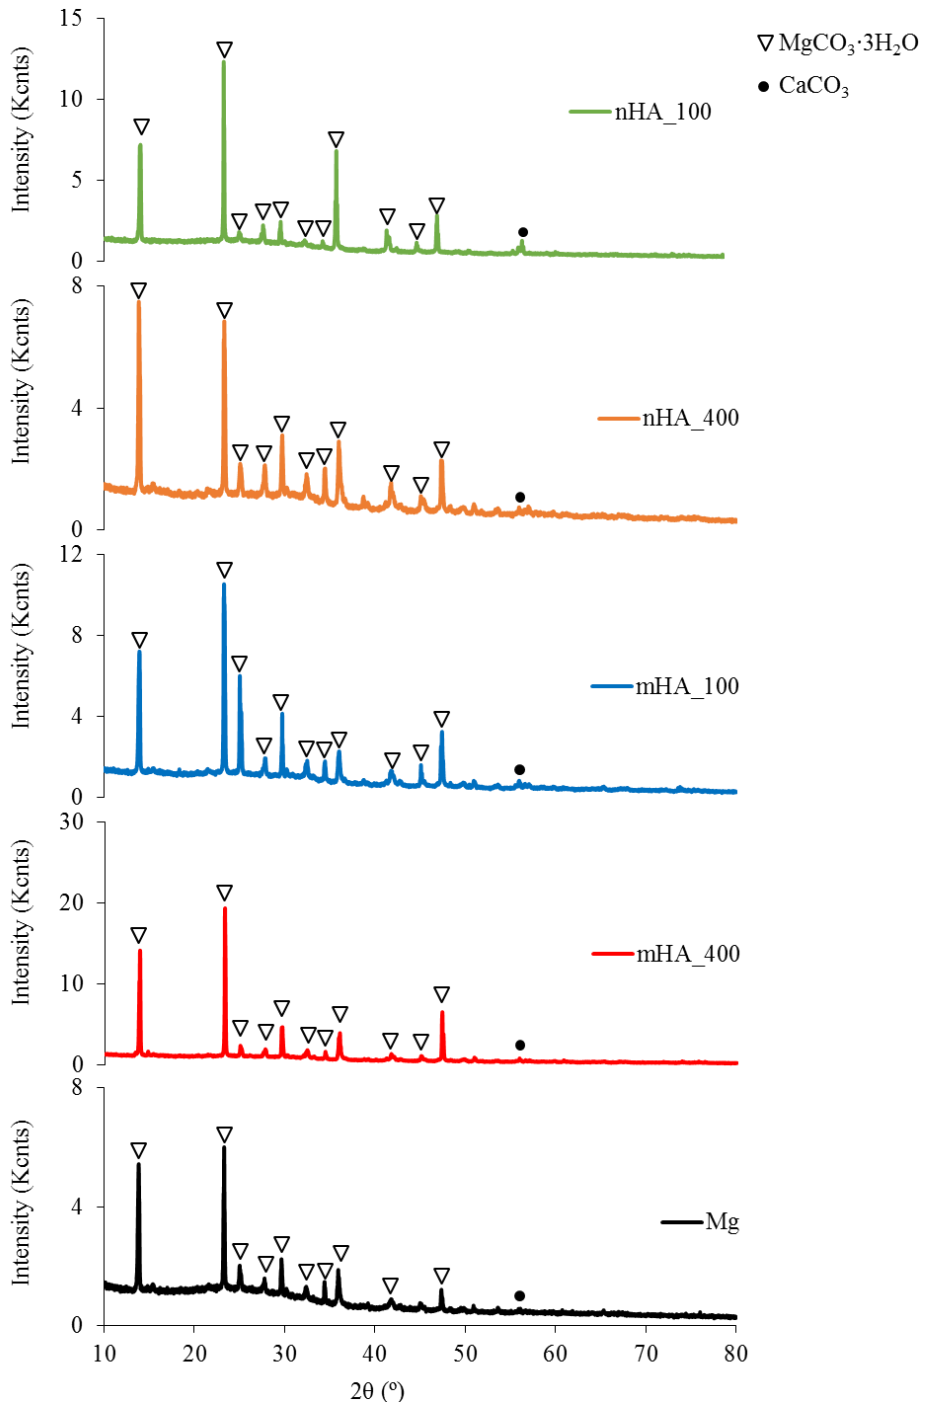 15
10
5
0
Intensity (Kcnts)
nHA_100
MgCO₃·3H₂O
CaCO₃
8
4
0
Intensity (Kcnts)
nHA_400
12
8
4
0
Intensity (Kcnts)
mHA_100
30
20
10
0
Intensity (Kcnts)
mHA_400
8
4
0
Intensity (Kcnts)
Mg
10 20 30 40 50 60 70 80
2θ (º)